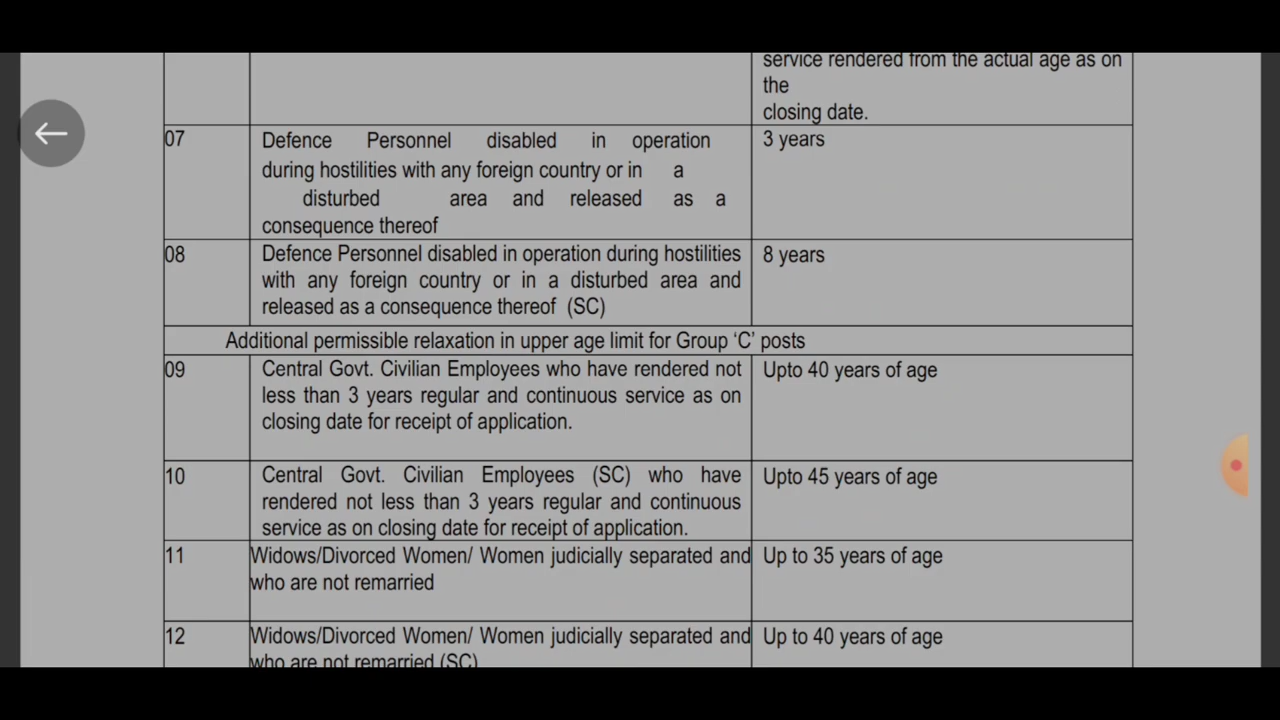 service rendered from the actual age as on
the
closing date.
07
Defence Personnel disabled in operation
during hostilities with any foreign country or in a
disturbed area and released as a
consequence thereof
3 years
08
Defence Personnel disabled in operation during hostilities
with any foreign country or in a disturbed area and
released as a consequence thereof (SC)
8 years
Additional permissible relaxation in upper age limit for Group ‘C’ posts
09
Central Govt. Civilian Employees who have rendered not
less than 3 years regular and continuous service as on
closing date for receipt of application.
Upto 40 years of age
10
Central Govt. Civilian Employees (SC) who have
rendered not less than 3 years regular and continuous
service as on closing date for receipt of application.
Upto 45 years of age
11
Widows/Divorced Women/ Women judicially separated and
who are not remarried
Up to 35 years of age
12
Widows/Divorced Women/ Women judicially separated and
who are not remarried (SC)
Up to 40 years of age